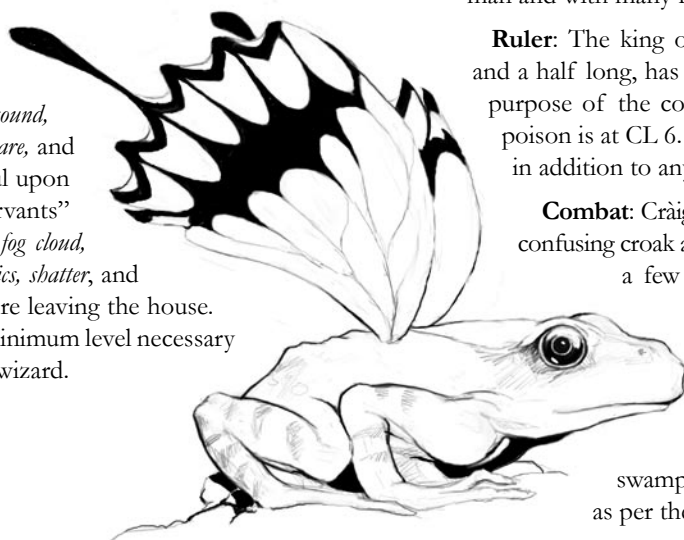 ound,
are, and
ul upon
rvants”
fog cloud,
ics, shatter, and
re leaving the house.
inimum level necessary
wizard.
man and with many
Ruler: The king o
and a half long, has
purpose of the co
poison is at CL 6.
in addition to an
Combat: Cràig
confusing croak a
a few
swamp
as per the